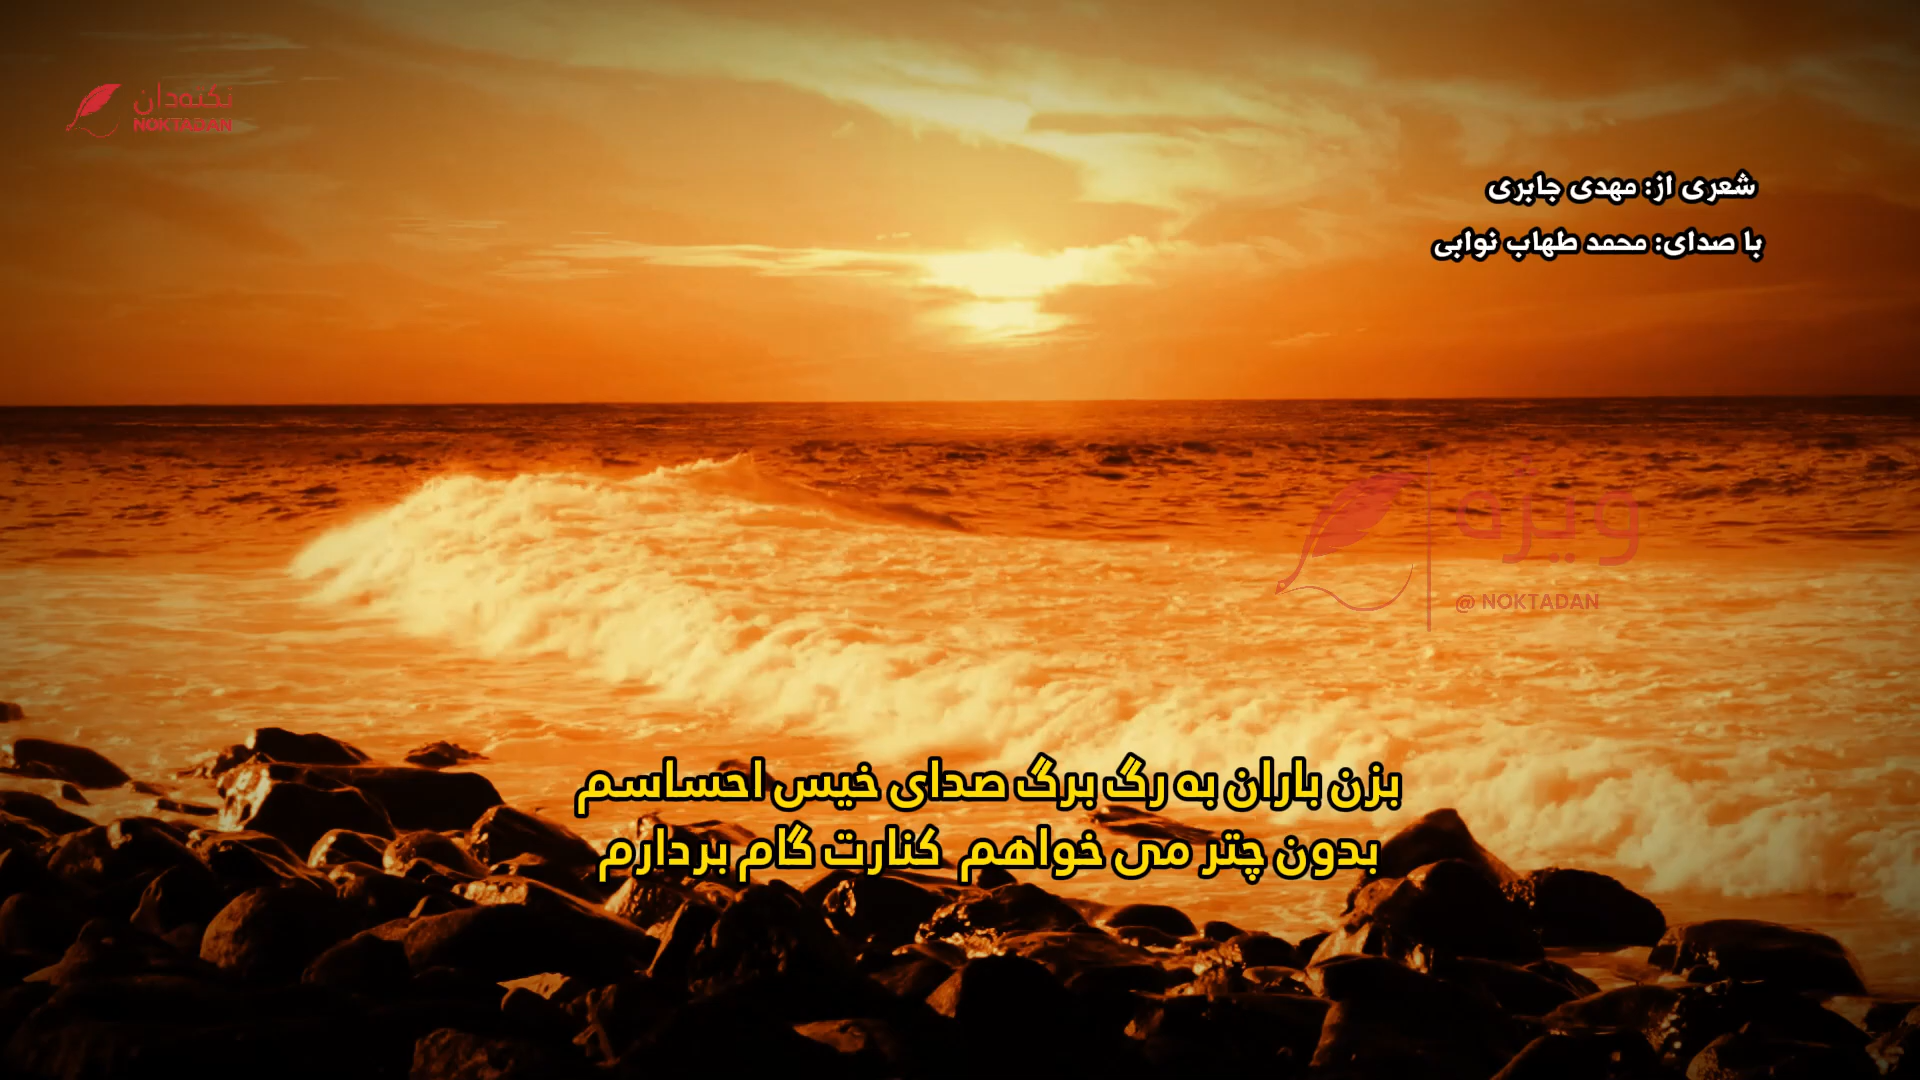 نکته‌دان
NOKTADAN
شعری از: مهدی جابری
با صدای: محمد طهاب نوابی
ویژه
@ NOKTADAN
بزن باران به رگ برگ صدای خیس احساسم
بدون چتر می خواهم کنارت گام بردارم